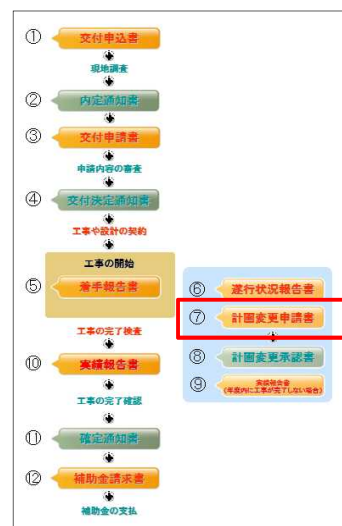 ① 交付申込書
現地調査
② 内定通知書
③ 交付申請書
申請内容の審査
④ 交付決定通知書
工事や設計の契約
工事の開始
⑤ 着手報告書
工事の完了検査
⑩ 実績報告書
工事の完了確認
⑪ 確定通知書
⑫ 補助金請求書
補助金の支払
⑥ 遂行状況報告書
⑦ 計画変更申請書
⑧ 計画変更承認書
⑨ 実績報告書
(年度内に工事が完了しない場合)